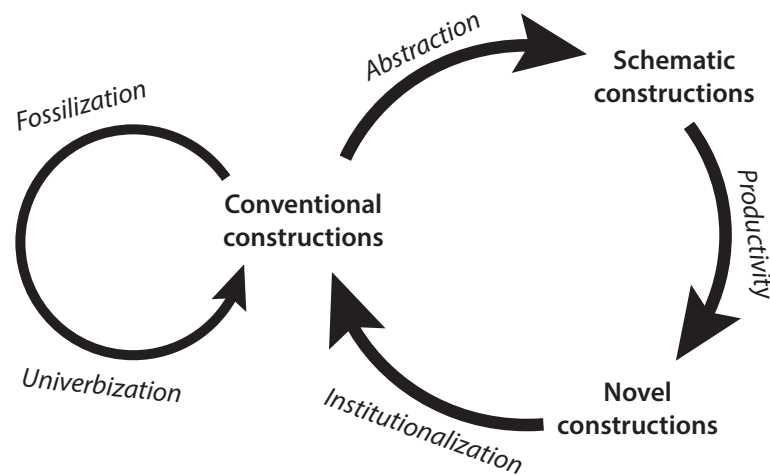 Abstraction
Schematic
constructions
Fossilization
Productivity
Conventional
constructions
Univerbization
Institutionalization
Novel
constructions